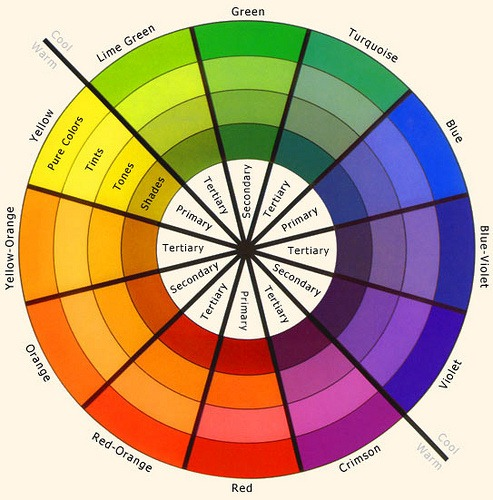 Green
Turquoise
Blue
Blue-Violet
Violet
Cool
Warm
Crimson
Red
Red-Orange
Orange
Yellow-Orange
Yellow
Cool
Warm
Lime Green
Pure Colors
Tints
Tones
Shades
Secondary
Tertiary
Primary
Tertiary
Secondary
Tertiary
Primary
Tertiary
Secondary
Tertiary
Primary
Tertiary